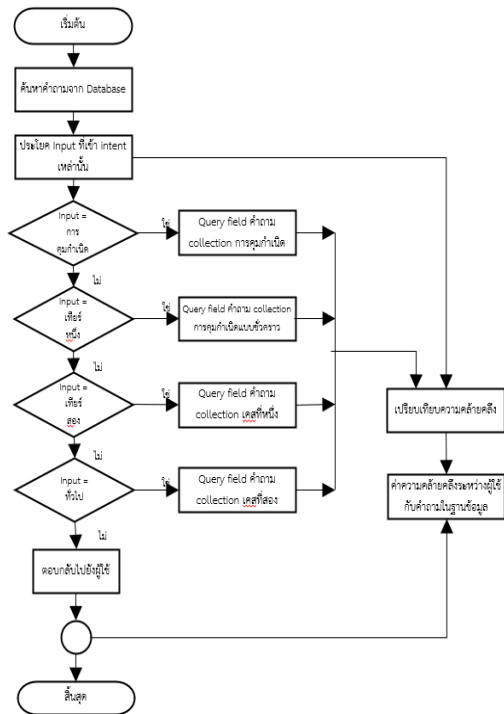 เริ่มต้น
ค้นหาคำถามจาก Database
ประโยค Input ที่เข้า intent
เหล่านั้น
Input =
การ
คุมกำเนิด
ใช่
Query field คำถาม
collection การคุมกำเนิด
ไม่
Input =
เทียร์
หนึ่ง
ใช่
Query field คำถาม collection
การคุมกำเนิดแบบชั่วคราว
ไม่
Input =
เทียร์
สอง
ใช่
Query field คำถาม
collection เคสที่หนึ่ง
เปรียบเทียบความคล้ายคลึง
ไม่
Input =
ทั่วไป
ใช่
Query field คำถาม
collection เคสที่สอง
ค่าความคล้ายคลึงระหว่างผู้ใช้
กับคำถามในฐานข้อมูล
ไม่
ตอบกลับไปยังผู้ใช้
สิ้นสุด